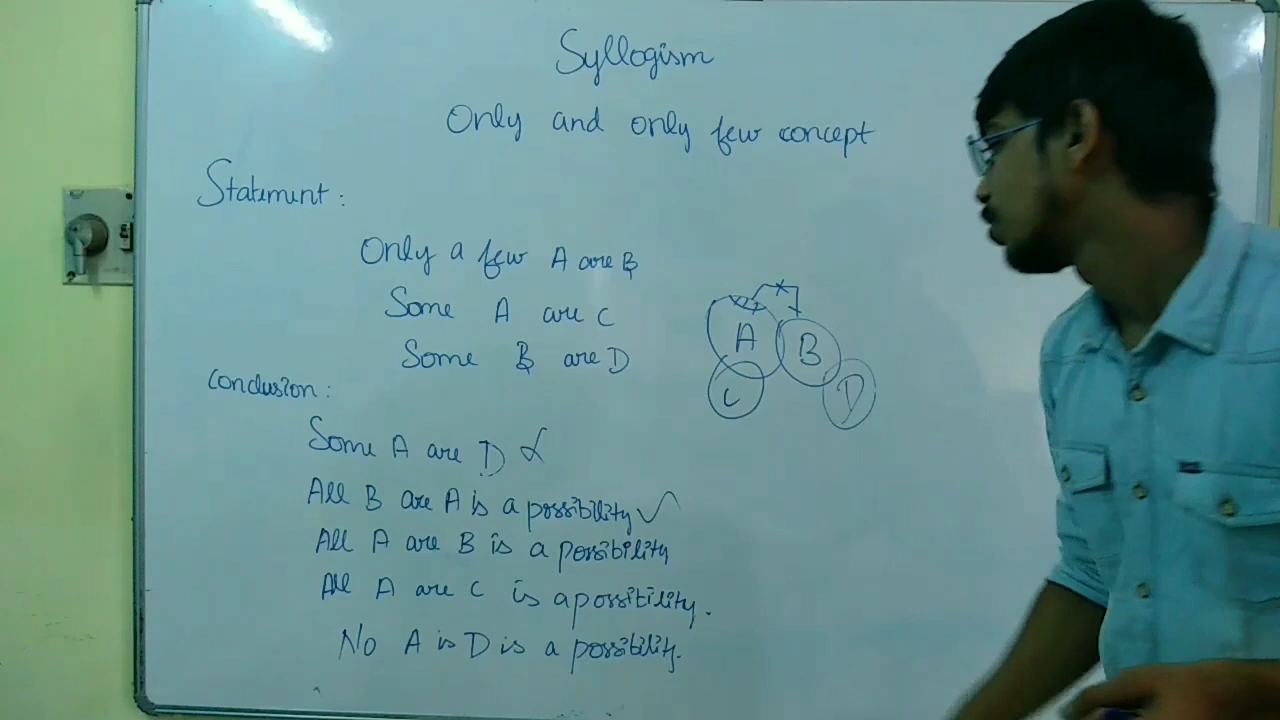 Syllogism
Only and only few concept
Statement:
Only a few A are B
Some A are C
Some B are D
Conclusion:
Some A are D
All B are A is a possibility ✓
All A are B is a possibility
All A are C is a possibility.
No A is D is a possibility.
A B
C D